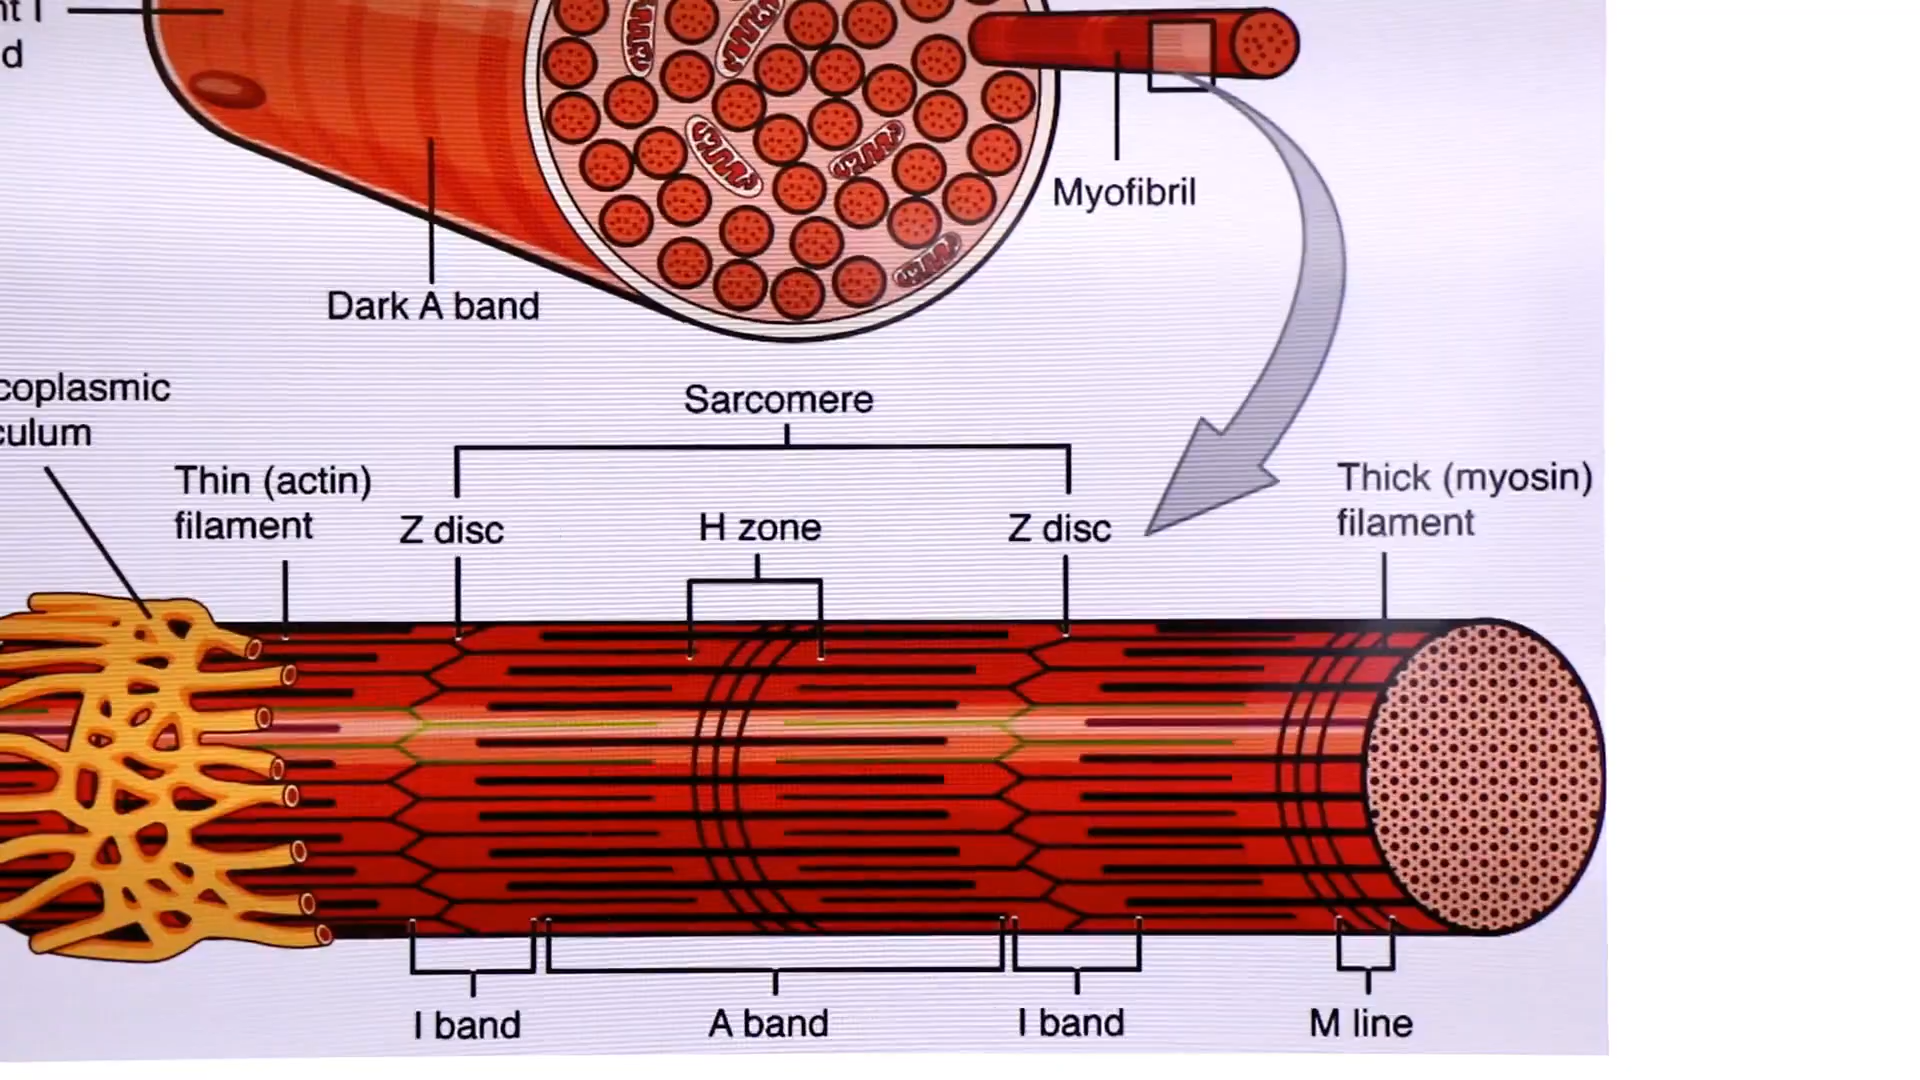 d
Myofibril
Dark A band
coplasmic
culum
Sarcomere
Thin (actin)
filament
Z disc
H zone
Z disc
Thick (myosin)
filament
I band
A band
I band
M line